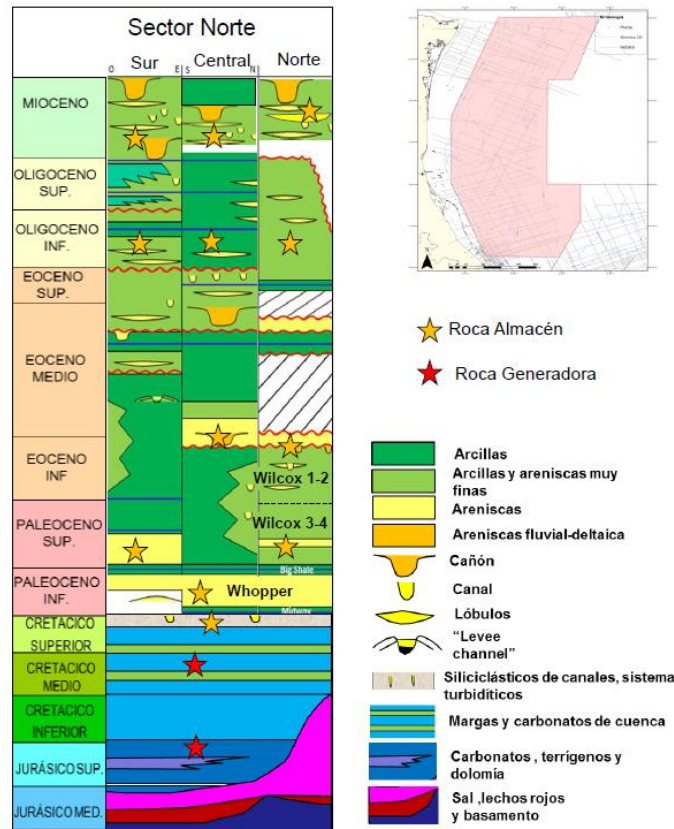 Sector Norte
Sur
Central
Norte
O
E
S
N
MIOCENO
OLIGOCENO
SUP.
OLIGOCENO
INF.
EOCENO
SUP.
EOCENO
MEDIO
EOCENO
INF
PALEOCENO
SUP.
PALEOCENO
INF.
CRETACICO
SUPERIOR
CRETACICO
MEDIO
CRETACICO
INFERIOR
JURÁSICO SUP.
JURÁSICO MED.
Wilcox 1-2
Wilcox 3-4
Big Shale
Whopper
Midway
N
Roca Almacén
Roca Generadora
Arcillas
Arcillas y areniscas muy
finas
Areniscas
Areniscas fluvial-deltaica
Cañón
Canal
Lóbulos
“Levee
channel”
Siliciclásticos de canales, sistema
turbidíticos
Margas y carbonatos de
cuenca
Carbonatos , terrígenos y
dolomía
Sal ,lechos rojos
y basamento